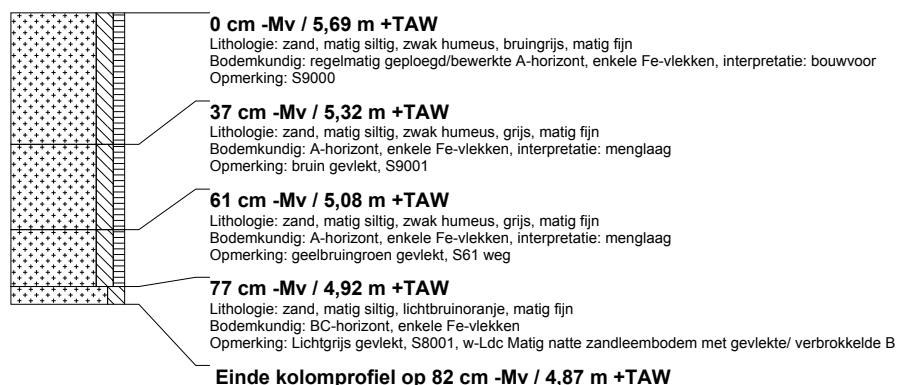 0 cm -Mv / 5,69 m +TAW
Lithologie: zand, matig siltig, zwak humeus, bruingrijs, matig fijn
Bodemkundig: regelmatig geploegd/bewerkte A-horizont, enkele Fe-vlekken, interpretatie: bouwvoor
Opmerking: S9000
37 cm -Mv / 5,32 m +TAW
Lithologie: zand, matig siltig, zwak humeus, grijs, matig fijn
Bodemkundig: A-horizont, enkele Fe-vlekken, interpretatie: menglaag
Opmerking: bruin gevlekt, S9001
61 cm -Mv / 5,08 m +TAW
Lithologie: zand, matig siltig, zwak humeus, grijs, matig fijn
Bodemkundig: A-horizont, enkele Fe-vlekken, interpretatie: menglaag
Opmerking: geelbruingroen gevlekt, S61 weg
77 cm -Mv / 4,92 m +TAW
Lithologie: zand, matig siltig, lichtbruinoranje, matig fijn
Bodemkundig: BC-horizont, enkele Fe-vlekken
Opmerking: Lichtgrijs gevlekt, S8001, w-Ldc Matig natte zandleembodem met gevlekte/ verbrokkelde B
Einde kolomprofiel op 82 cm -Mv / 4,87 m +TAW